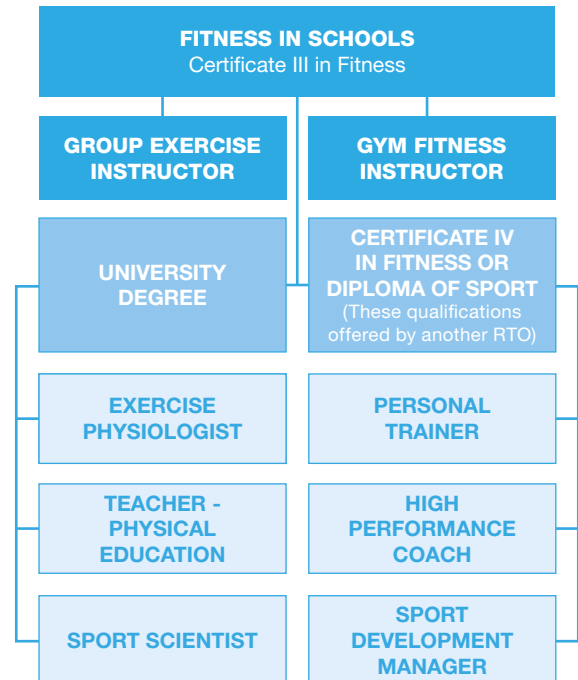 FITNESS IN SCHOOLS
Certificate III in Fitness
GROUP EXERCISE
INSTRUCTOR
GYM FITNESS
INSTRUCTOR
UNIVERSITY
DEGREE
CERTIFICATE IV
IN FITNESS OR
DIPLOMA OF SPORT
(These qualifications
offered by another RTO)
EXERCISE
PHYSIOLOGIST
PERSONAL
TRAINER
TEACHER -
PHYSICAL
EDUCATION
HIGH
PERFORMANCE
COACH
SPORT SCIENTIST
SPORT
DEVELOPMENT
MANAGER